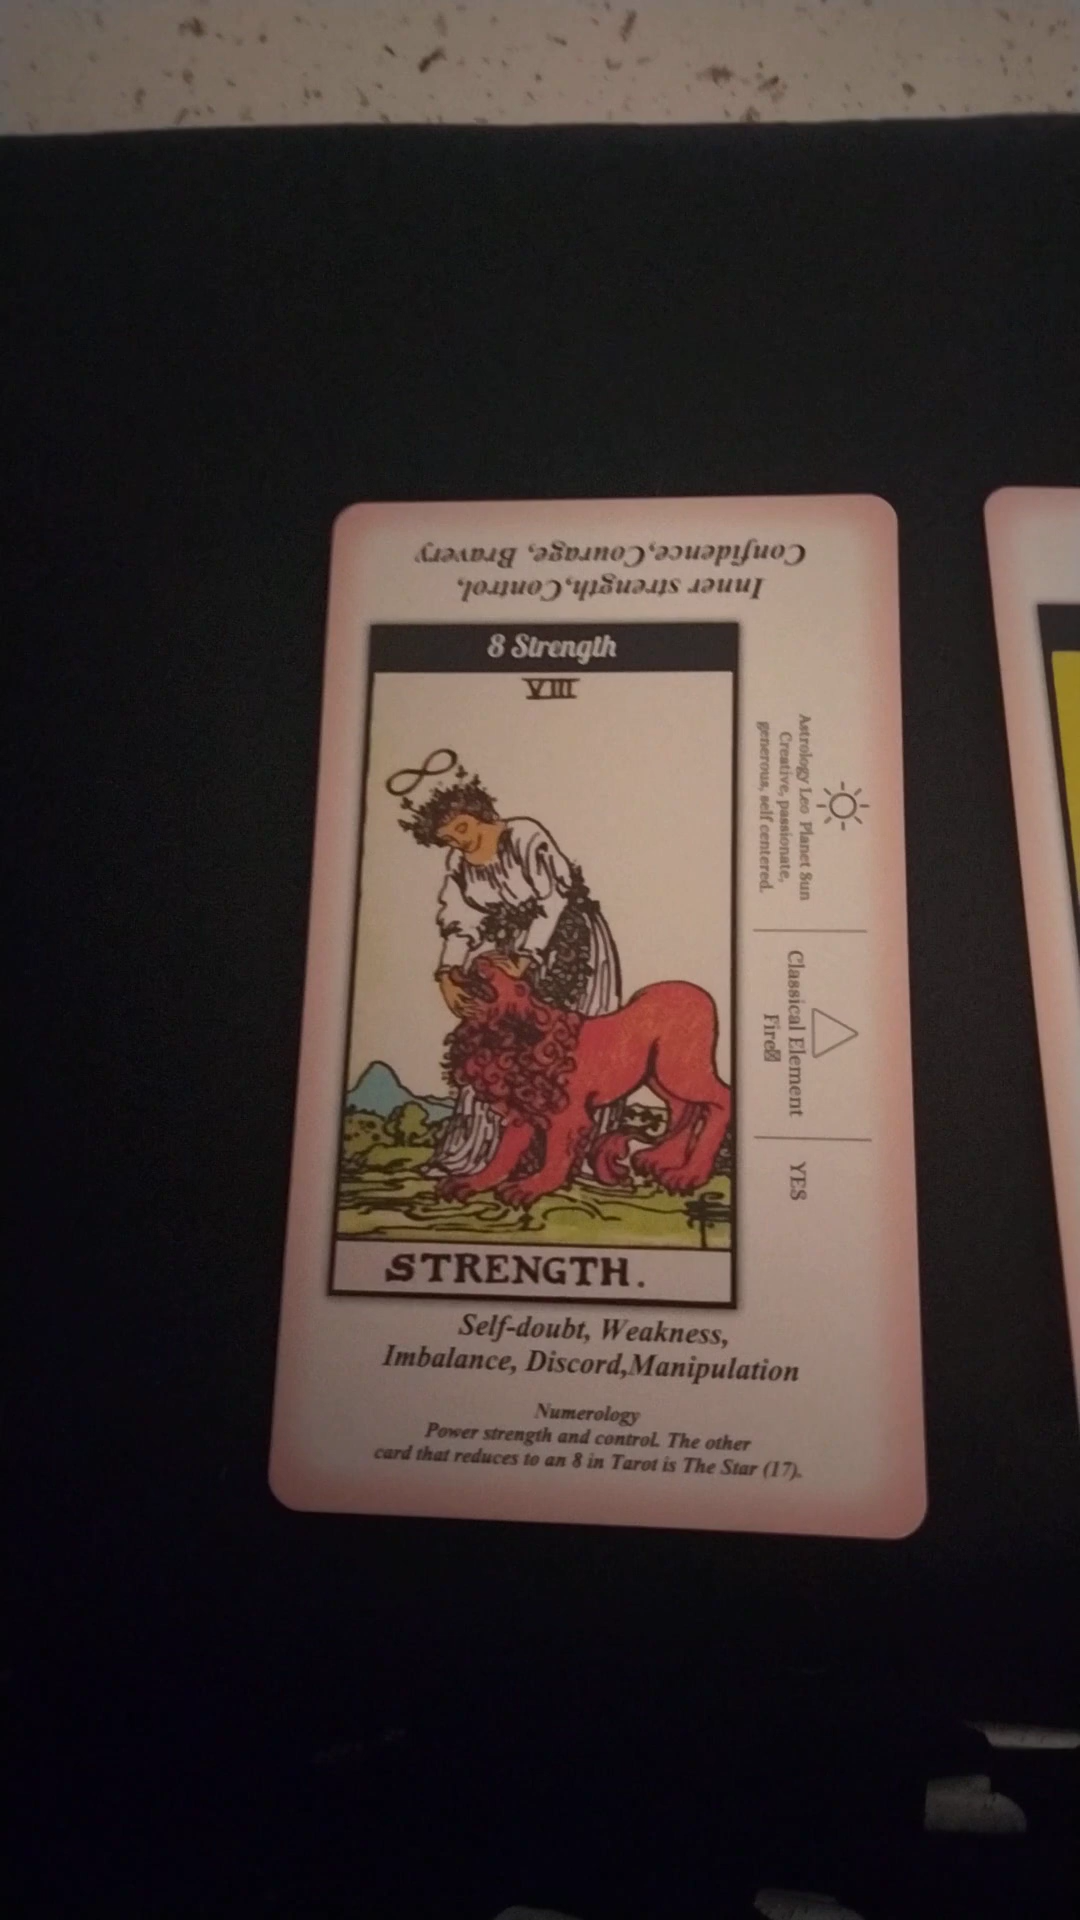 Inner strength,Control,
Confidence,Courage, Bravery
8 Strength
VIII
STRENGTH.
Astrology Leo Planet Sun
Creative, passionate,
generous, self centered.
Classical Element
Fire
YES
Self-doubt, Weakness,
Imbalance, Discord,Manipulation
Numerology
Power strength and control. The other
card that reduces to an 8 in Tarot is The Star (17).